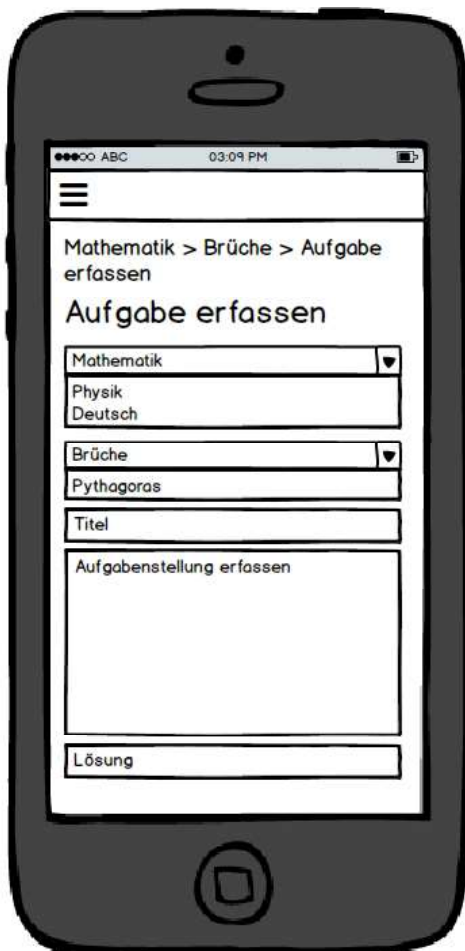 ABC 03:09 PM
Mathematik > Brüche > Aufgabe
erfassen
Aufgabe erfassen
Mathematik
Physik
Deutsch
Brüche
Pythagoras
Titel
Aufgabenstellung erfassen
Lösung